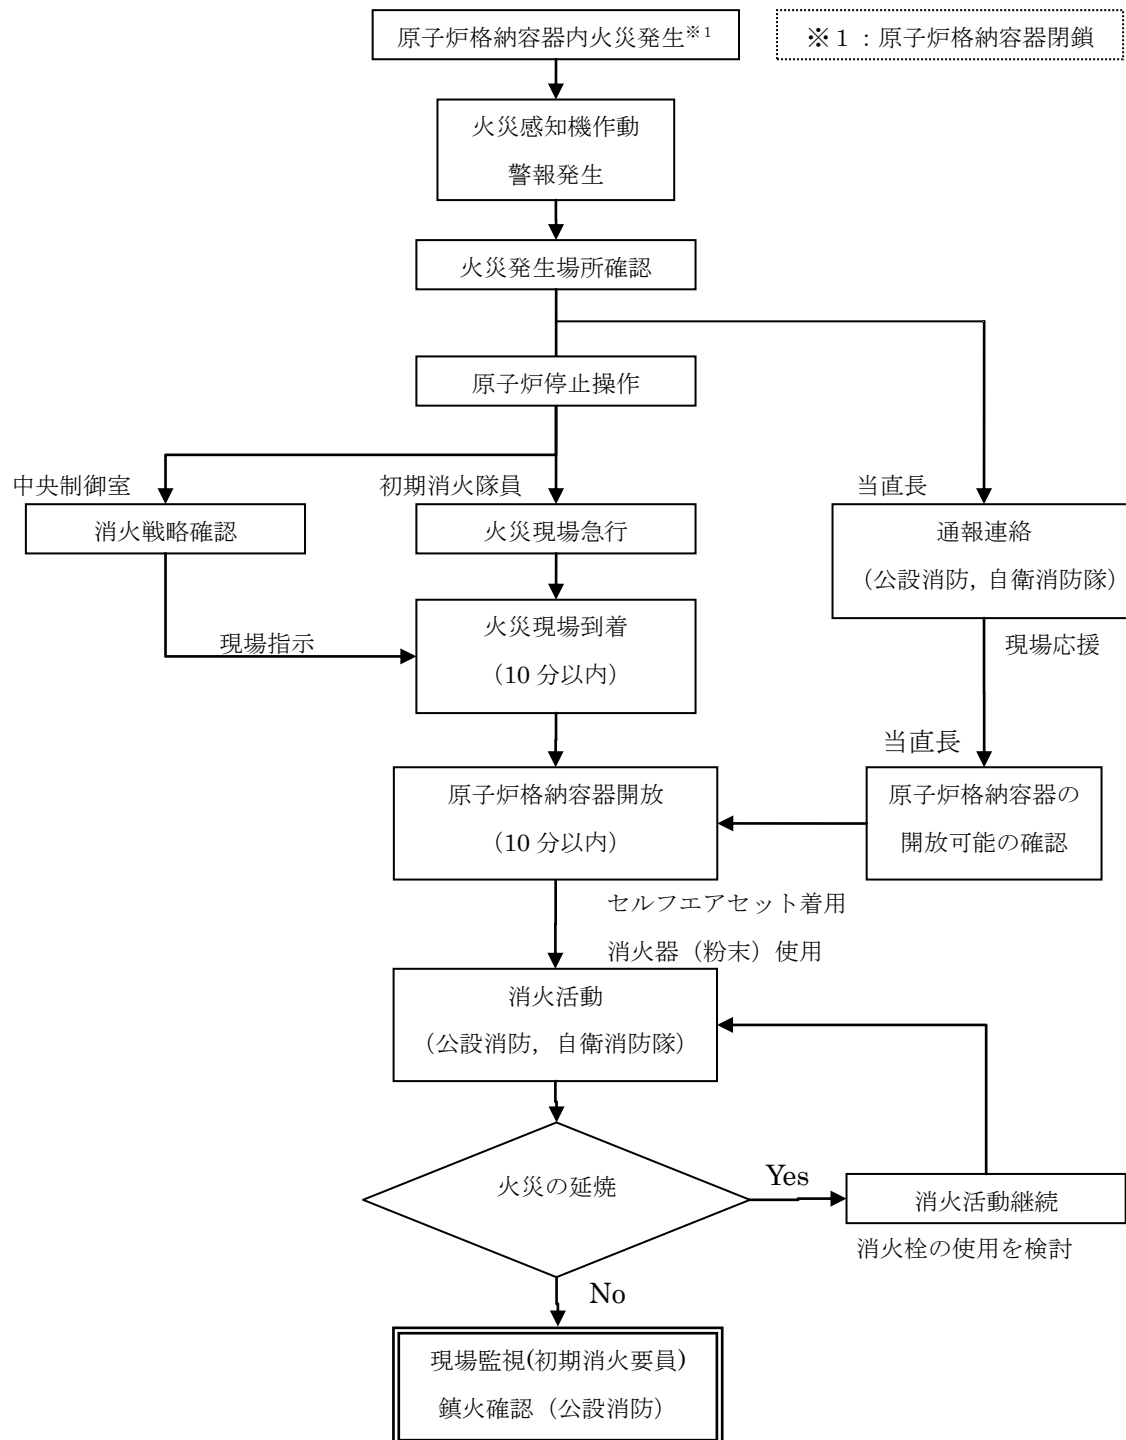 原子炉格納容器内火災発生※1
※１：原子炉格納容器閉鎖
火災感知機作動
警報発生
火災発生場所確認
原子炉停止操作
中央制御室
初期消火隊員
当直長
消火戦略確認
火災現場急行
通報連絡
（公設消防，自衛消防隊）
火災現場到着
（10 分以内）
現場指示
現場応援
当直長
原子炉格納容器開放
（10 分以内）
原子炉格納容器の
開放可能の確認
セルフエアセット着用
消火器（粉末）使用
消火活動
（公設消防，自衛消防隊）
火災の延焼
Yes
消火活動継続
消火栓の使用を検討
No
現場監視(初期消火要員)
鎮火確認（公設消防）